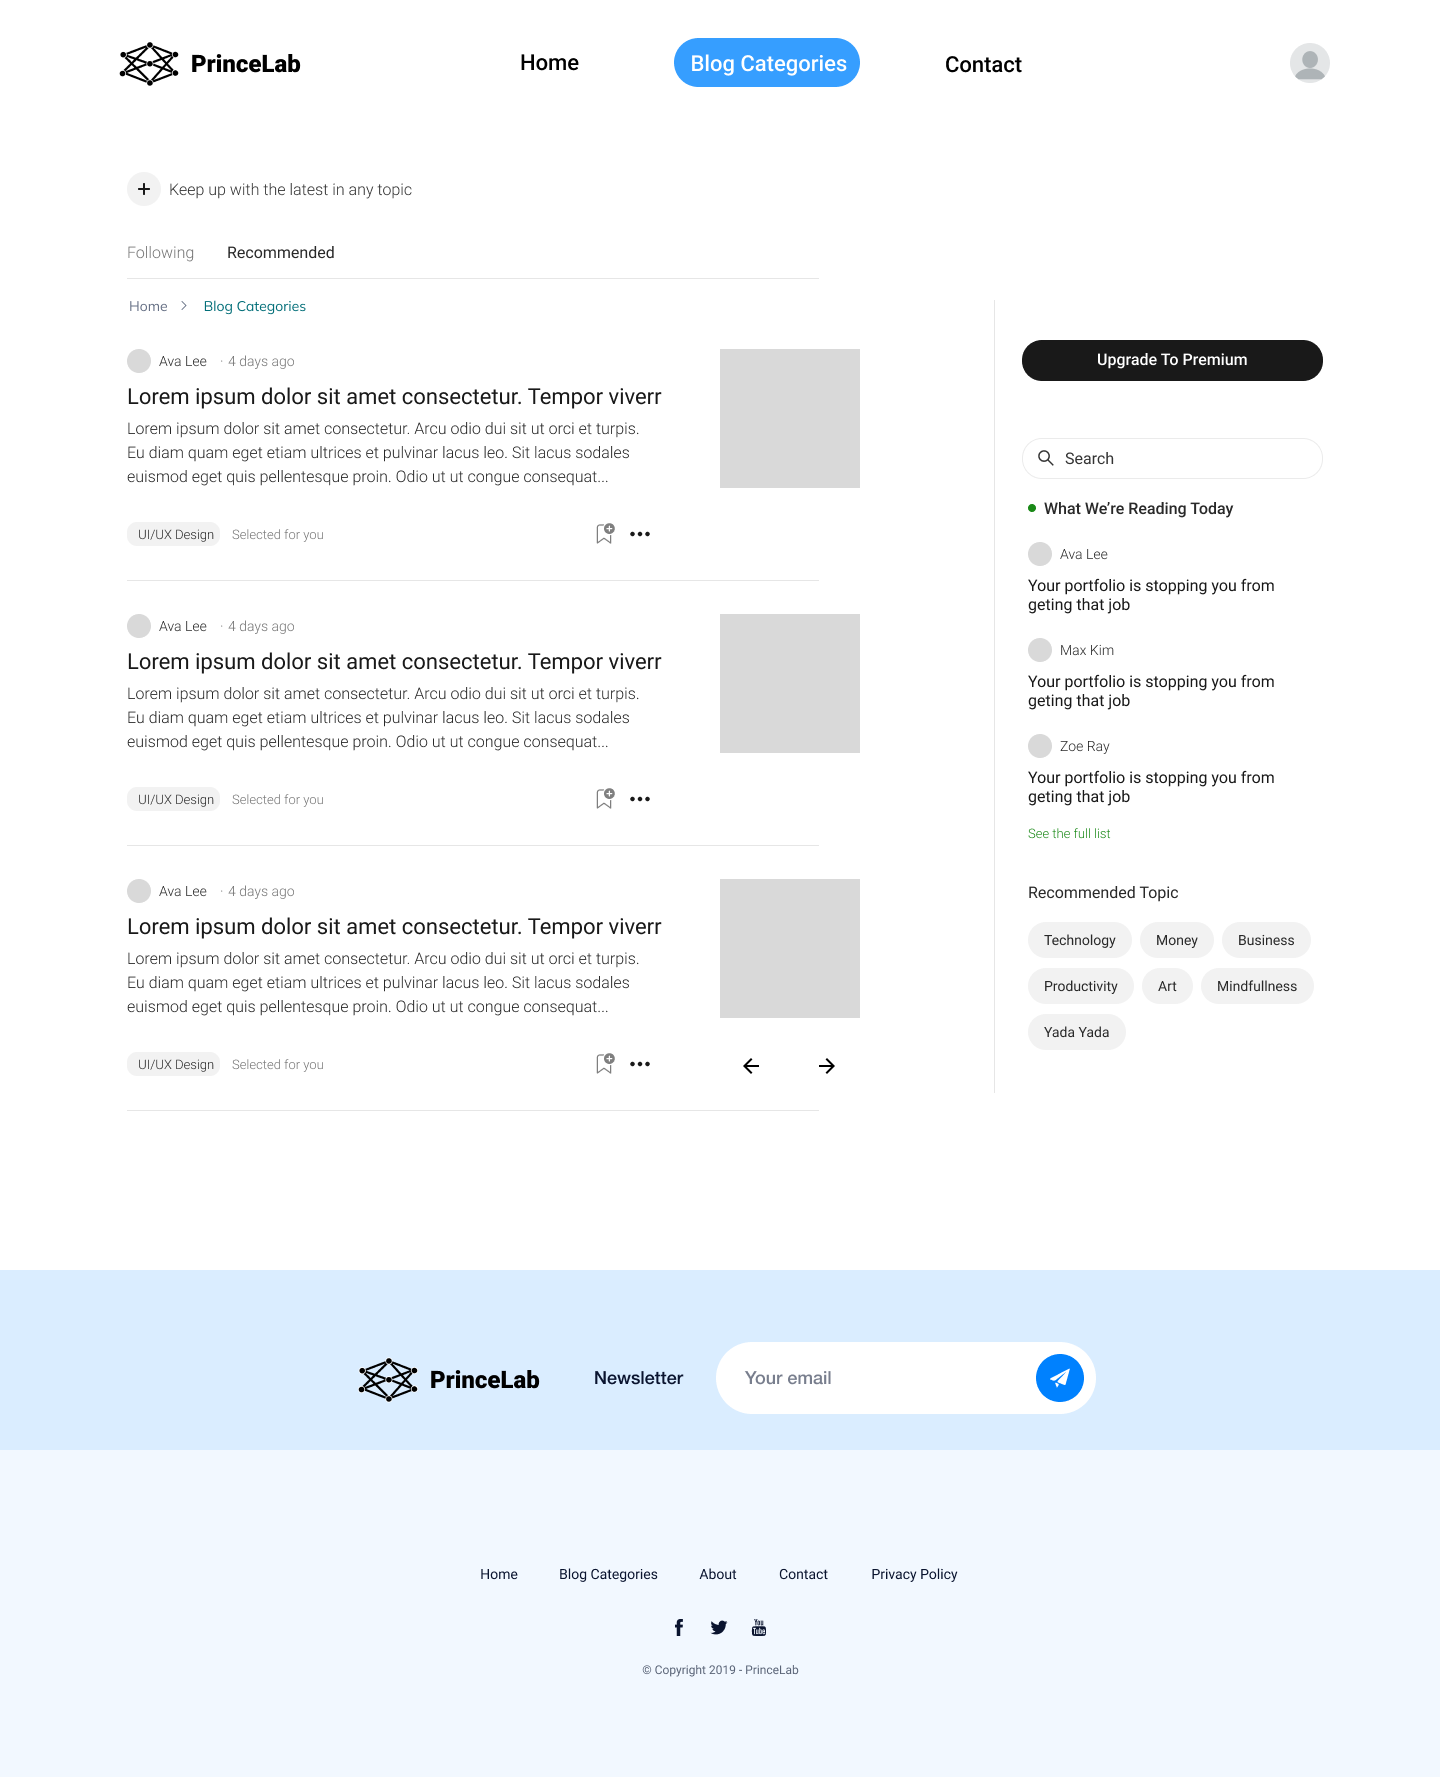 PrinceLab
Home
Blog Categories
Contact
Keep up with the latest in any topic
Following
Recommended
Home
Blog Categories
Ava Lee · 4 days ago
Lorem ipsum dolor sit amet consectetur. Tempor viverr
Lorem ipsum dolor sit amet consectetur. Arcu odio dui sit ut orci et turpis.
Eu diam quam eget etiam ultrices et pulvinar lacus leo. Sit lacus sodales
euismod eget quis pellentesque proin. Odio ut ut congue consequat...
UI/UX Design
Selected for you
Ava Lee · 4 days ago
Lorem ipsum dolor sit amet consectetur. Tempor viverr
Lorem ipsum dolor sit amet consectetur. Arcu odio dui sit ut orci et turpis.
Eu diam quam eget etiam ultrices et pulvinar lacus leo. Sit lacus sodales
euismod eget quis pellentesque proin. Odio ut ut congue consequat...
UI/UX Design
Selected for you
Ava Lee · 4 days ago
Lorem ipsum dolor sit amet consectetur. Tempor viverr
Lorem ipsum dolor sit amet consectetur. Arcu odio dui sit ut orci et turpis.
Eu diam quam eget etiam ultrices et pulvinar lacus leo. Sit lacus sodales
euismod eget quis pellentesque proin. Odio ut ut congue consequat...
UI/UX Design
Selected for you
Upgrade To Premium
Search
What We’re Reading Today
Ava Lee
Your portfolio is stopping you from
geting that job
Max Kim
Your portfolio is stopping you from
geting that job
Zoe Ray
Your portfolio is stopping you from
geting that job
See the full list
Recommended Topic
Technology
Money
Business
Productivity
Art
Mindfullness
Yada Yada
PrinceLab
Newsletter
Your email
Home
Blog Categories
About
Contact
Privacy Policy
You
Tube
© Copyright 2019 - PrinceLab